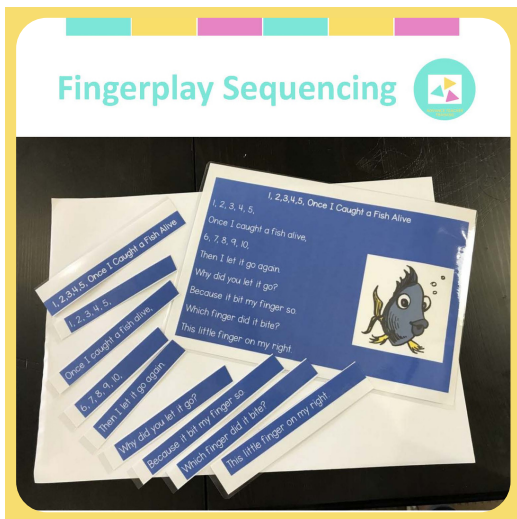 Fingerplay Sequencing
1, 2,3,4,5, Once I Caught a Fish Alive
1, 2, 3, 4, 5,
Once I caught a fish alive,
6, 7, 8, 9, 10,
Then I let it go again.
Why did you let it go?
Because it bit my finger so.
Which finger did it bite?
This little finger on my right.
1, 2,3,4,5, Once I Caught a Fish Alive
1, 2, 3, 4, 5,
Once I caught a fish alive,
6, 7, 8, 9, 10,
Then I let it go again.
Why did you let it go?
Because it bit my finger so.
Which finger did it bite?
This little finger on my right.